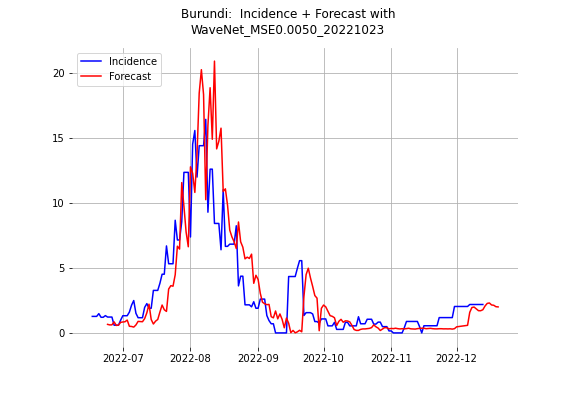 Burundi:  Incidence + Forecast with
WaveNet_MSE0.0050_20221023
Incidence
Forecast
20
15
10
5
0
2022-07
2022-08
2022-09
2022-10
2022-11
2022-12